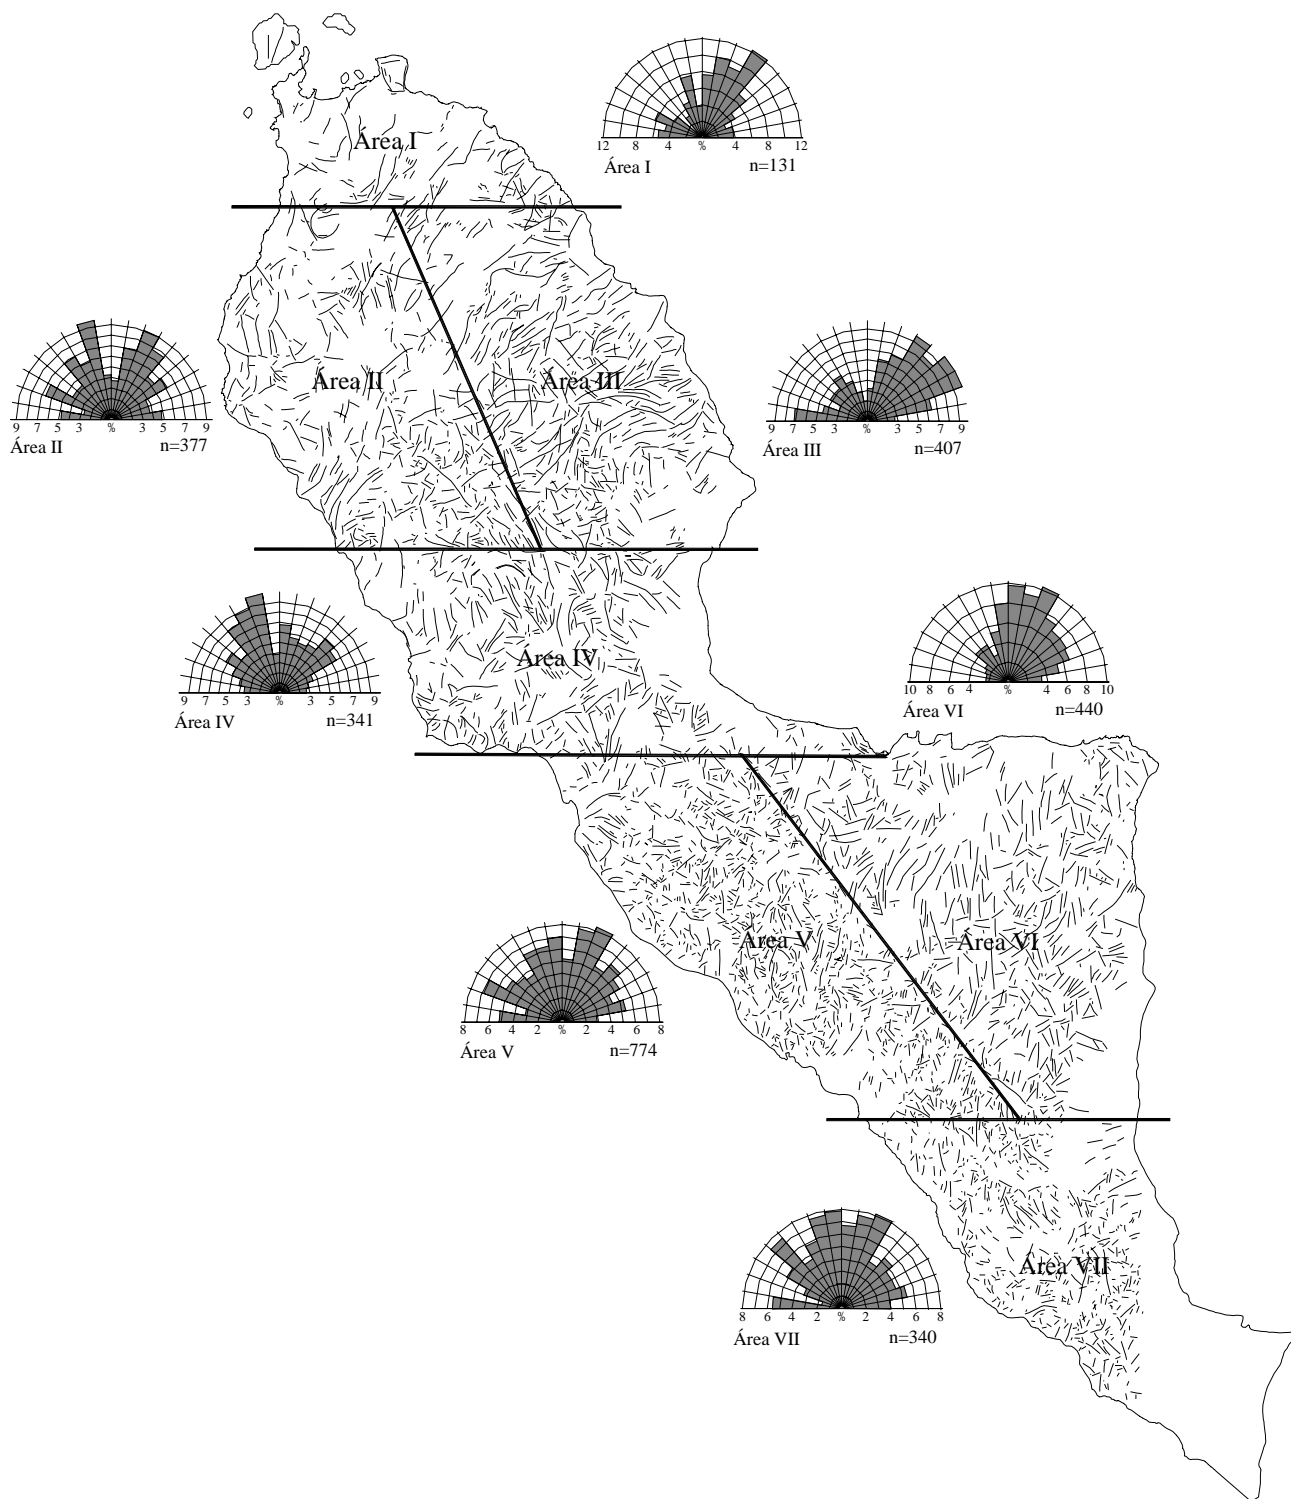 Área I
12 8 4 % 4 8 12
Área I n=131
Área II
9 7 5 3 % 3 5 7 9
Área II n=377
Área III
9 7 5 3 % 3 5 7 9
Área III n=407
Área IV
9 7 5 3 % 3 5 7 9
Área IV n=341
10 8 6 4 % 4 6 8 10
Área VI n=440
Área V
Área VI
8 6 4 2 % 2 4 6 8
Área V n=774
Área VII
8 6 4 2 % 2 4 6 8
Área VII n=340